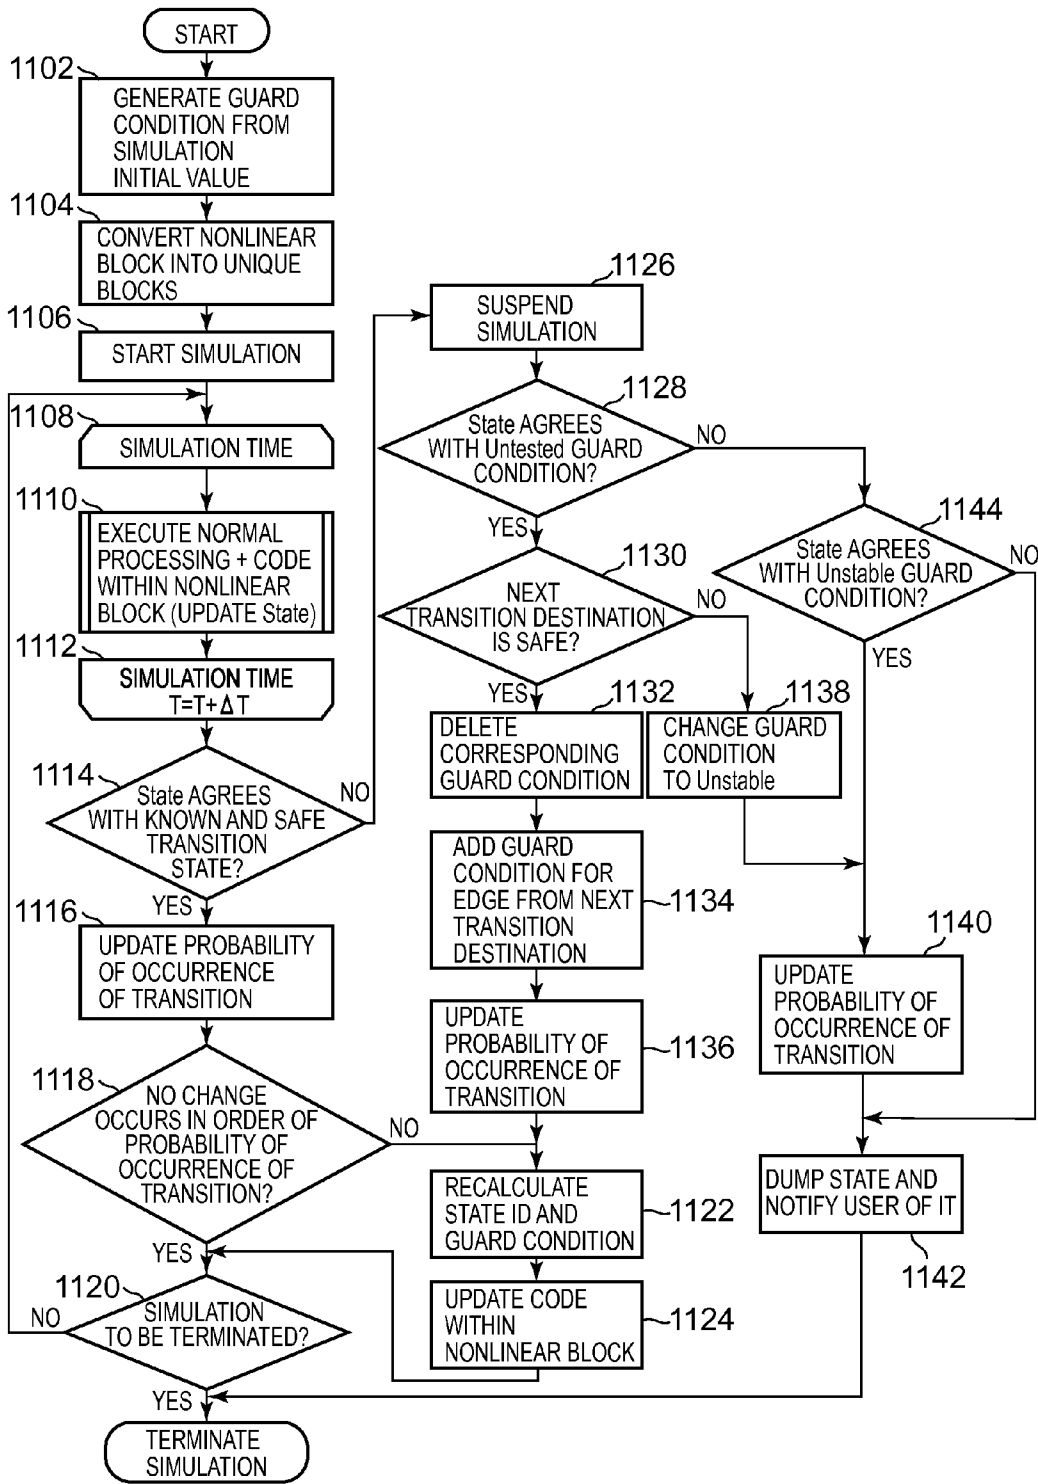 START
1102
GENERATE GUARD
CONDITION FROM
SIMULATION
INITIAL VALUE
1104
CONVERT NONLINEAR
BLOCK INTO UNIQUE
BLOCKS
1106
START SIMULATION
1108
SIMULATION TIME
1110
EXECUTE NORMAL
PROCESSING + CODE
WITHIN NONLINEAR
BLOCK (UPDATE State)
1112
SIMULATION TIME
T=T+ΔT
1114
State AGREES
WITH KNOWN AND SAFE
TRANSITION
STATE?
NO
YES
1116
UPDATE PROBABILITY
OF OCCURRENCE
OF TRANSITION
1118
NO CHANGE
OCCURS IN ORDER OF
PROBABILITY OF
OCCURRENCE OF
TRANSITION?
NO
YES
1120
SIMULATION
TO BE TERMINATED?
NO
YES
TERMINATE
SIMULATION
1126
SUSPEND
SIMULATION
1128
State AGREES
WITH Untested GUARD
CONDITION?
NO
YES
1130
NEXT
TRANSITION DESTINATION
IS SAFE?
NO
YES
1132
DELETE
CORRESPONDING
GUARD CONDITION
1134
ADD GUARD
CONDITION FOR
EDGE FROM NEXT
TRANSITION
DESTINATION
1136
UPDATE
PROBABILITY OF
OCCURRENCE OF
TRANSITION
1122
RECALCULATE
STATE ID AND
GUARD CONDITION
1124
UPDATE CODE
WITHIN
NONLINEAR BLOCK
1138
CHANGE GUARD
CONDITION
TO Unstable
1144
State AGREES
WITH Unstable GUARD
CONDITION?
NO
YES
1140
UPDATE
PROBABILITY OF
OCCURRENCE OF
TRANSITION
DUMP STATE AND
NOTIFY USER OF IT
1142